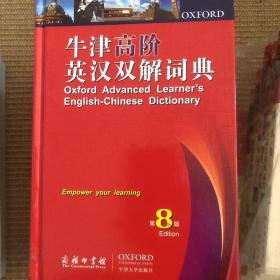 OXFORD
牛津高阶
英汉双解词典
Oxford Advanced Learner's
English-Chinese Dictionary
Empower your learning
第8版
Edition
商务印书馆
The Commercial Press
OXFORD
UNIVERSITY PRESS
牛津大学出版社